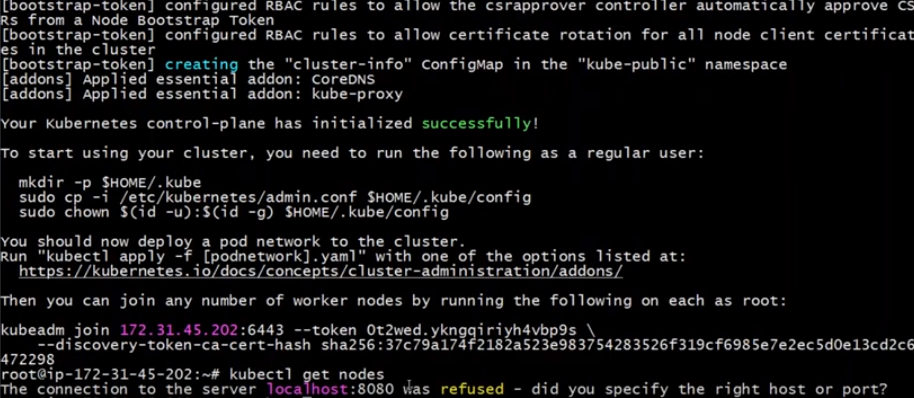 [bootstrap-token] configured RBAC rules to allow the csrapprover controller automatically approve CS
Rs from a Node Bootstrap Token
[bootstrap-token] configured RBAC rules to allow certificate rotation for all node client certificat
es in the cluster
[bootstrap-token] creating the "cluster-info" ConfigMap in the "kube-public" namespace
[addons] Applied essential addon: CoreDNS
[addons] Applied essential addon: kube-proxy
Your Kubernetes control-plane has initialized successfully!
To start using your cluster, you need to run the following as a regular user:
mkdir -p $HOME/.kube
sudo cp -i /etc/kubernetes/admin.conf $HOME/.kube/config
sudo chown $(id -u):$(id -g) $HOME/.kube/config
You should now deploy a pod network to the cluster.
Run "kubectl apply -f [podnetwork].yaml" with one of the options listed at:
https://kubernetes.io/docs/concepts/cluster-administration/addons/
Then you can join any number of worker nodes by running the following on each as root:
kubeadm join 172.31.45.202:6443 --token 0t2wed.ykngqiriyh4vbp9s \
--discovery-token-ca-cert-hash sha256:37c79a174f2182a523e983754283526f319cf6985e7e2ec5d0e13cd2c6
472298
root@ip-172-31-45-202:~# kubectl get nodes
The connection to the server localhost:8080 was refused - did you specify the right host or port?